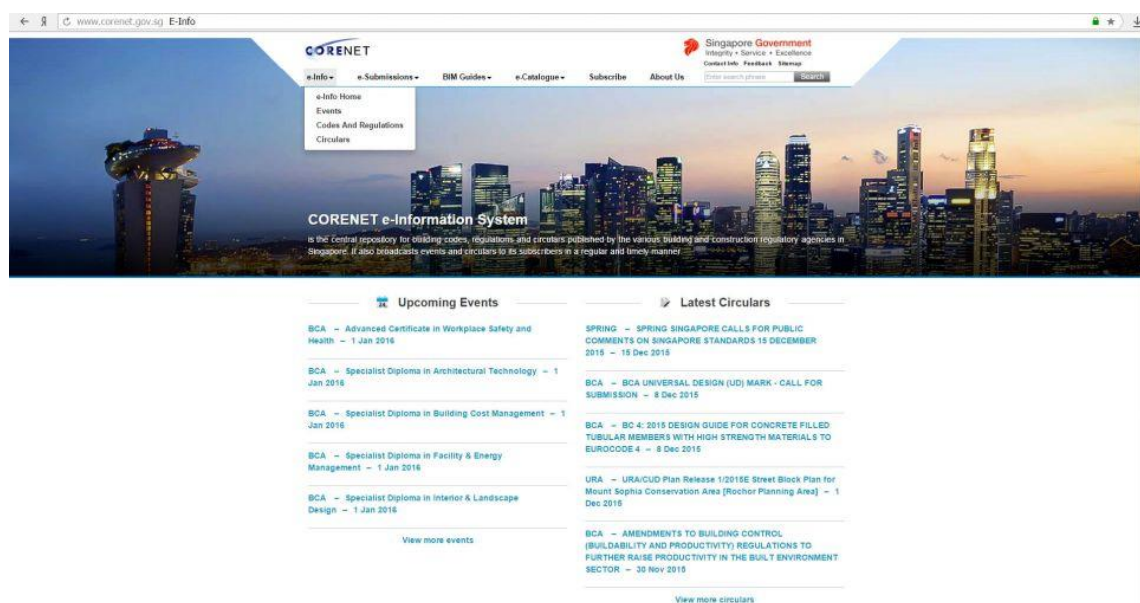 www.corenet.gov.sg E-Info
CORENET
Singapore Government
Integrity • Service • Excellence
Contact Info Feedback Sitemap
e-Info e-Submissions BIM Guides e-Catalogue Subscribe About Us Enter search phrase Search
e-Info Home
Events
Codes And Regulations
Circulars
CORENET e-Information System
is the central repository for building codes, regulations and circulars published by the various building and construction regulatory agencies in
Singapore. It also broadcasts events and circulars to its subscribers in a regular and timely manner
Upcoming Events
BCA – Advanced Certificate in Workplace Safety and
Health – 1 Jan 2016
BCA – Specialist Diploma in Architectural Technology – 1
Jan 2016
BCA – Specialist Diploma in Building Cost Management – 1
Jan 2016
BCA – Specialist Diploma in Facility & Energy
Management – 1 Jan 2016
BCA – Specialist Diploma in Interior & Landscape
Design – 1 Jan 2016
View more events
Latest Circulars
SPRING – SPRING SINGAPORE CALLS FOR PUBLIC
COMMENTS ON SINGAPORE STANDARDS 15 DECEMBER
2015 – 15 Dec 2015
BCA – BCA UNIVERSAL DESIGN (UD) MARK - CALL FOR
SUBMISSION – 8 Dec 2015
BCA – BC 4: 2015 DESIGN GUIDE FOR CONCRETE FILLED
TUBULAR MEMBERS WITH HIGH STRENGTH MATERIALS TO
EUROCODE 4 – 8 Dec 2015
URA – URA/CUD Plan Release 1/2015E Street Block Plan for
Mount Sophia Conservation Area [Rochor Planning Area] – 1
Dec 2015
BCA – AMENDMENTS TO BUILDING CONTROL
(BUILDABILITY AND PRODUCTIVITY) REGULATIONS TO
FURTHER RAISE PRODUCTIVITY IN THE BUILT ENVIRONMENT
SECTOR – 30 Nov 2015
View more circulars